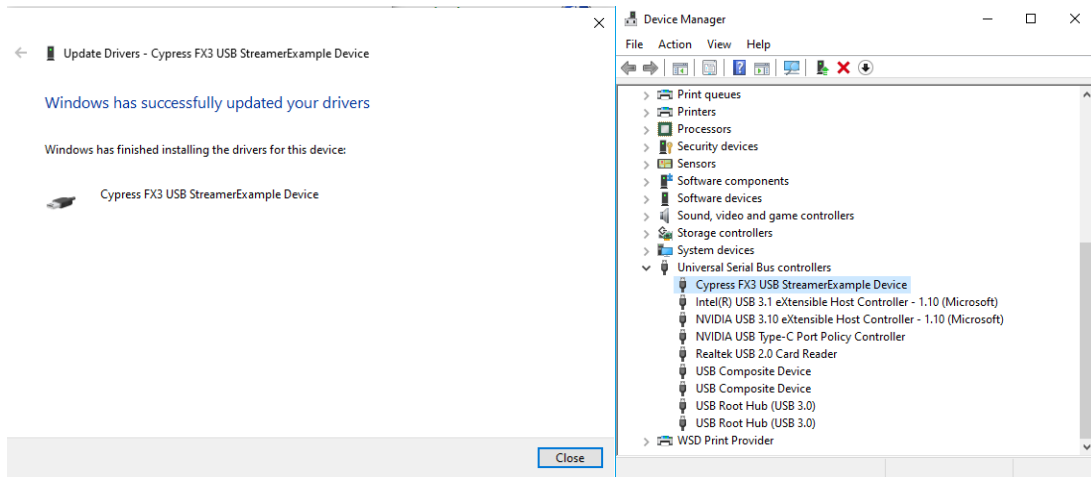 Update Drivers - Cypress FX3 USB StreamerExample Device
Windows has successfully updated your drivers
Windows has finished installing the drivers for this device:
Cypress FX3 USB StreamerExample Device
Close
Device Manager
File Action View Help
Print queues
Printers
Processors
Security devices
Sensors
Software components
Software devices
Sound, video and game controllers
Storage controllers
System devices
Universal Serial Bus controllers
Cypress FX3 USB StreamerExample Device
Intel(R) USB 3.1 eXtensible Host Controller - 1.10 (Microsoft)
NVIDIA USB 3.10 eXtensible Host Controller - 1.10 (Microsoft)
NVIDIA USB Type-C Port Policy Controller
Realtek USB 2.0 Card Reader
USB Composite Device
USB Composite Device
USB Root Hub (USB 3.0)
USB Root Hub (USB 3.0)
WSD Print Provider